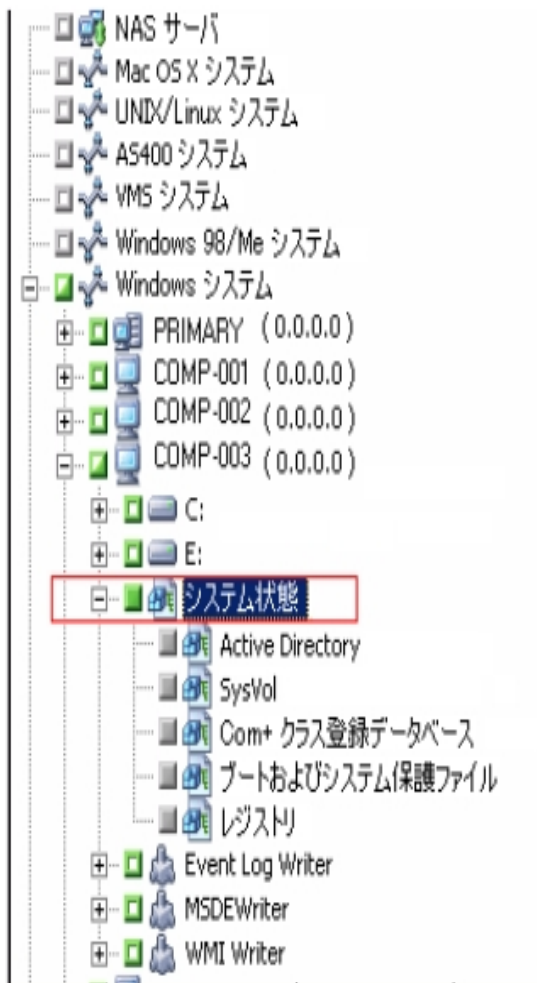 NAS サーバ
Mac OS X システム
UNIX/Linux システム
AS400 システム
VMS システム
Windows 98/Me システム
Windows システム
PRIMARY (0.0.0.0)
COMP-001 (0.0.0.0)
COMP-002 (0.0.0.0)
COMP-003 (0.0.0.0)
C:
E:
システム状態
Active Directory
SysVol
Com+ クラス登録データベース
ブートおよびシステム保護ファイル
レジストリ
Event Log Writer
MSDEWriter
WMI Writer